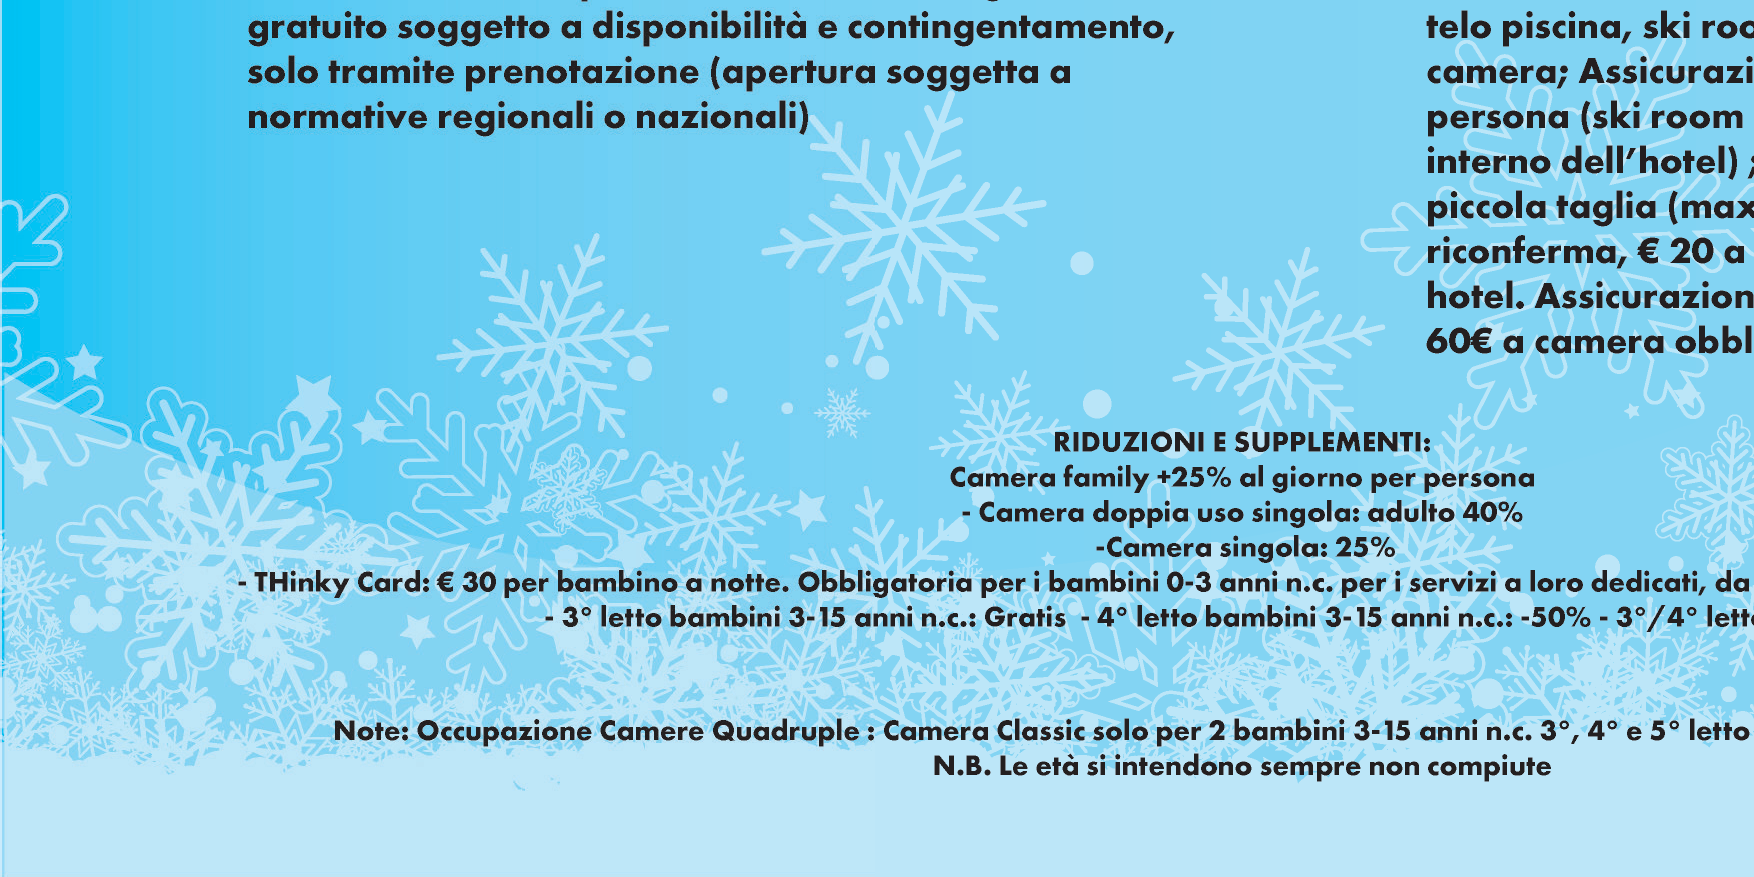 gratuito soggetto a disponibilità e contingentamento,
solo tramite prenotazione (apertura soggetta a
normative regionali o nazionali)
telo piscina, ski
camera;
persona (ski room
interno dell’hotel) ;
piccola taglia (max
riconferma, € 20 a
hotel.
60€ a camera
RIDUZIONI E SUPPLEMENTI:
Camera family +25% al giorno per persona
- Camera doppia uso singola: adulto 40%
-Camera singola: 25%
- THinky Card: € 30 per bambino a notte. Obbligatoria per i bambini 0-3 anni n.c. per i servizi a loro dedicati, da
- 3° letto bambini 3-15 anni n.c.: Gratis - 4° letto bambini 3-15 anni n.c.: -50% - 3°/4°
Note: Occupazione Camere Quadruple : Camera Classic solo per 2 bambini 3-15 anni n.c. 3°, 4° e 5° letto
N.B. Le età si intendono sempre non compiute